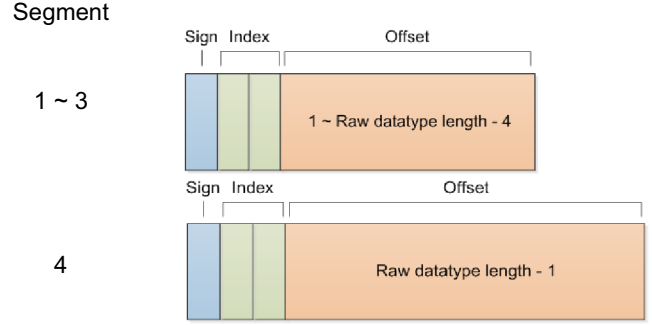 Segment
Sign Index Offset
1 ~ 3
1 ~ Raw datatype length - 4
Sign Index Offset
4
Raw datatype length - 1